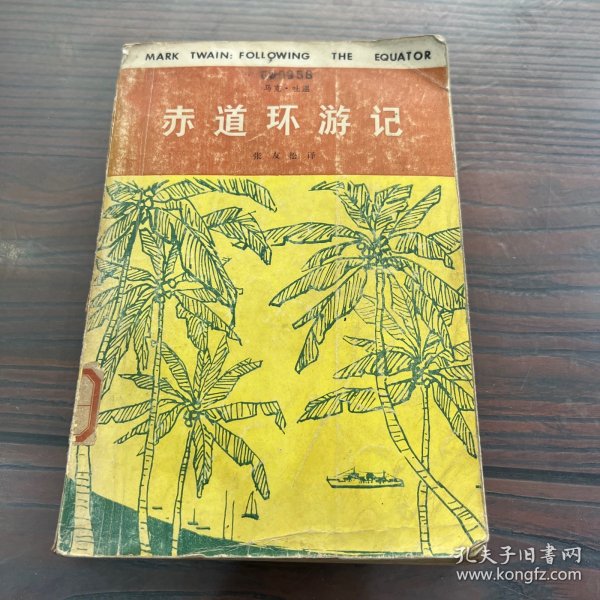 MARK TWAIN: FOLLOWING THE EQUATOR
马克·吐温
赤道环游记
张友松译
孔夫子旧书网
www.kongfz.com